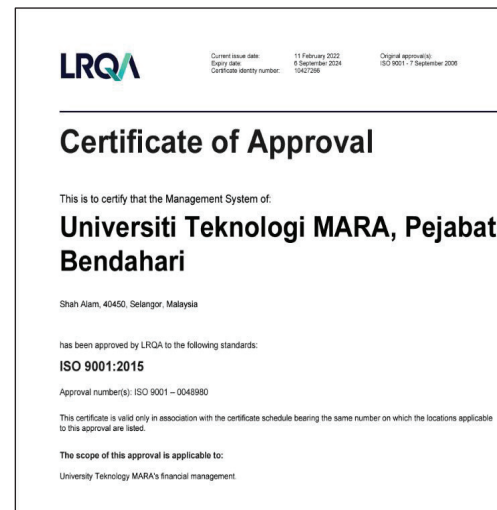 LRQA
Current issue date: 11 February 2022
Expiry date: 6 September 2024
Certificate identity number: 10427266
Original approval(s):
ISO 9001 - 7 September 2006
Certificate of Approval
This is to certify that the Management System of:
Universiti Teknologi MARA, Pejabat
Bendahari
Shah Alam, 40450, Selangor, Malaysia
has been approved by LRQA to the following standards:
ISO 9001:2015
Approval number(s): ISO 9001 – 0048980
This certificate is valid only in association with the certificate schedule bearing the same number on which the locations applicable
to this approval are listed.
The scope of this approval is applicable to:
University Teknology MARA's financial management